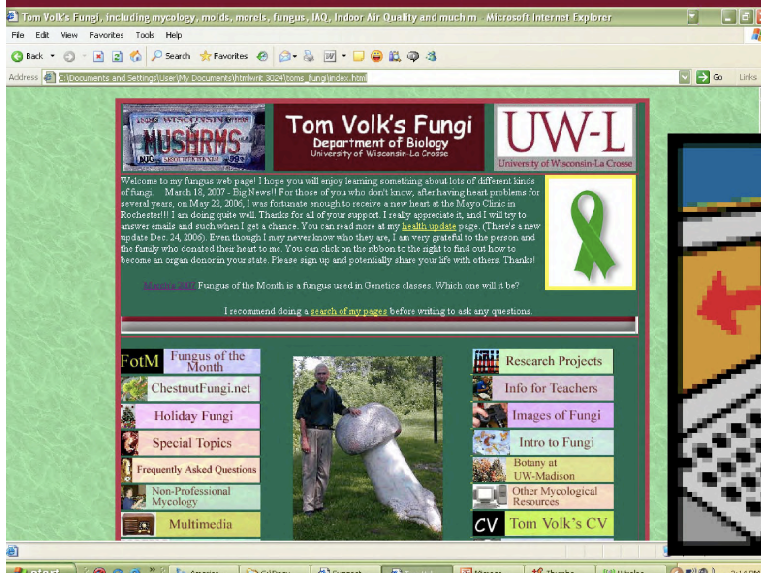 Tom Volk's Fungi, including mycology, molds, morels, fungus, IAQ, Indoor Air Quality and much m - Microsoft Internet Explorer
File Edit View Favorites Tools Help
Back Search Favorites
Address C:\Documents and Settings\User\My Documents\htmlwrit 3024\toms_fungi\index.html Go Links
WISCONSIN
MUSHRMS
Tom Volk's Fungi
Department of Biology
University of Wisconsin-La Crosse
UW-L
University of Wisconsin-La Crosse
Welcome to my fungus web page! I hope you will enjoy learning something about lots of different kinds
of fungi. March 18, 2007 - Big News!! For those of you who don't know, after having heart problems for
several years, on May 23, 2006, I was fortunate enough to receive a new heart at the Mayo Clinic in
Rochester!!! I am doing quite well. Thanks for all of your support. I really appreciate it, and I will try to
answer emails and such when I get a chance. You can read more at my health update page. (There's a new
update Dec. 24, 2006). Even though I may never know who they are, I am very grateful to the person and
the family who donated their heart to me. You can click on the ribbon to the right to find out how to
become an organ donor in your state. Please sign up and potentially share your life with others. Thanks!
Fungus of the Month is a fungus used in Genetics classes. Which one will it be?
I recommend doing a search of my pages before writing to ask any questions.
FotM Fungus of the
Month
ChestnutFungi.net
Holiday Fungi
Special Topics
Frequently Asked Questions
Non-Professional
Mycology
Multimedia
Research Projects
Info for Teachers
Images of Fungi
Intro to Fungi
Botany at
UW-Madison
Other Mycological
Resources
CV Tom Volk's CV
start